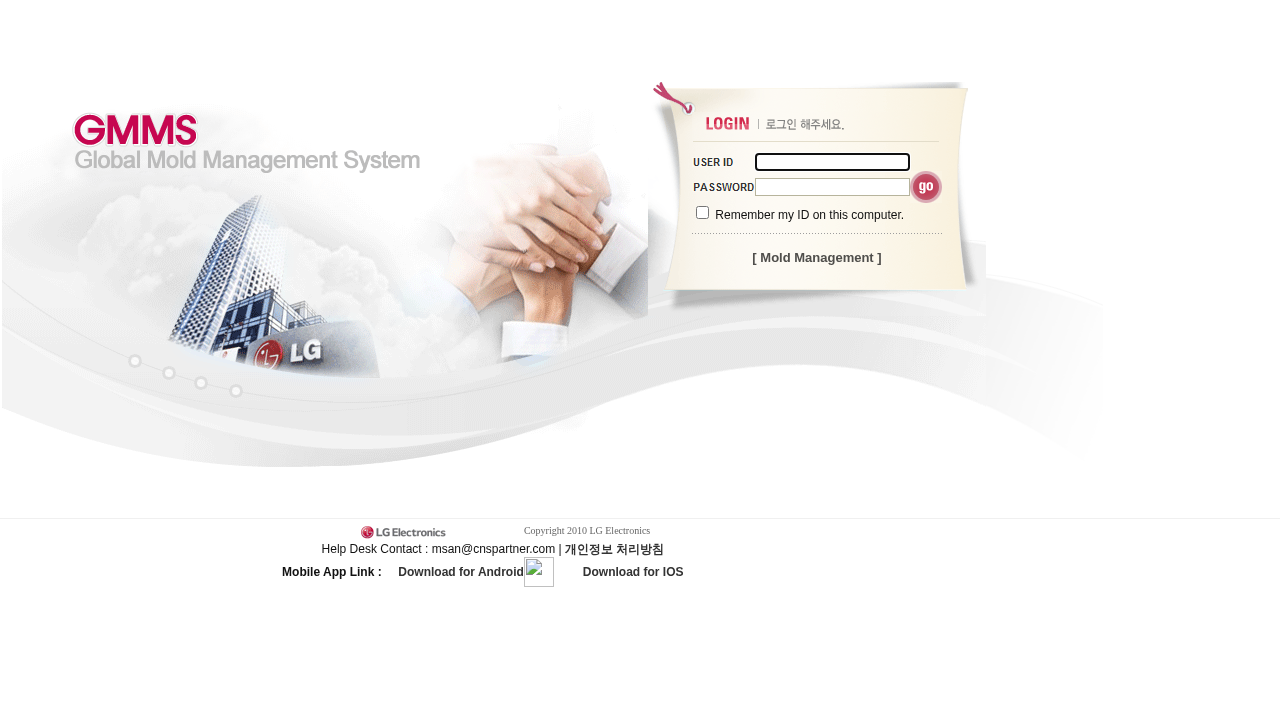 GMMS
Global Mold Management System
LG
LOGIN | 로그인 해주세요.
USER ID
PASSWORD
go
Remember my ID on this computer.
[ Mold Management ]
LG Electronics Copyright 2010 LG Electronics
Help Desk Contact : msan@cnspartner.com | 개인정보 처리방침
Mobile App Link : Download for Android Download for IOS